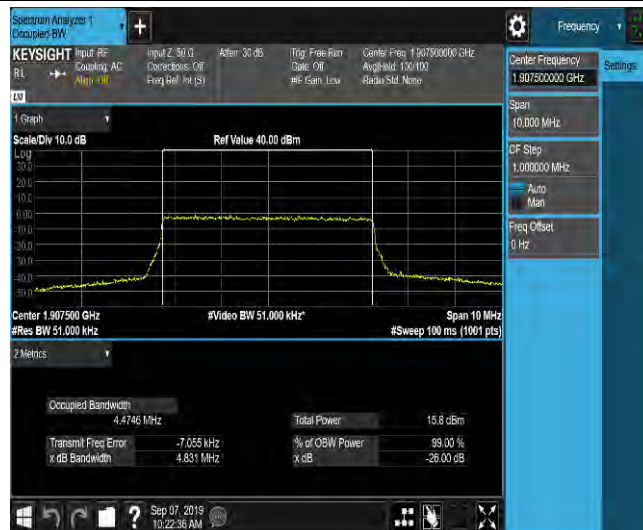 Spectrum Analyzer 1
Occupied BW
Frequency
KEYSIGHT
RL
Input: RF
Coupling: AC
Align: Off
Input Z: 50 Ω
Corrections: Off
Freq Ref: Int (S)
Atten: 30 dB
Trig: Free Run
Gate: Off
#IF Gain: Low
Center Freq: 1.907500000 GHz
Avg|Hold: 100/100
Radio Std: None
Center Frequency
1.907500000 GHz
Settings
Span
10.000 MHz
CF Step
1.000000 MHz
Auto
Man
Freq Offset
0 Hz
1 Graph
Scale/Div 10.0 dB
Ref Value 40.00 dBm
Log
30.0
20.0
10.0
0.00
-10.0
-20.0
-30.0
-40.0
-50.0
Center 1.907500 GHz
#Video BW 51.000 kHz*
Span 10 MHz
#Res BW 51.000 kHz
#Sweep 100 ms (1001 pts)
2 Metrics
Occupied Bandwidth
4.4746 MHz
Total Power
15.8 dBm
Transmit Freq Error
-7.055 kHz
% of OBW Power
99.00 %
x dB Bandwidth
4.831 MHz
x dB
-26.00 dB
Sep 07, 2019
10:22:36 AM